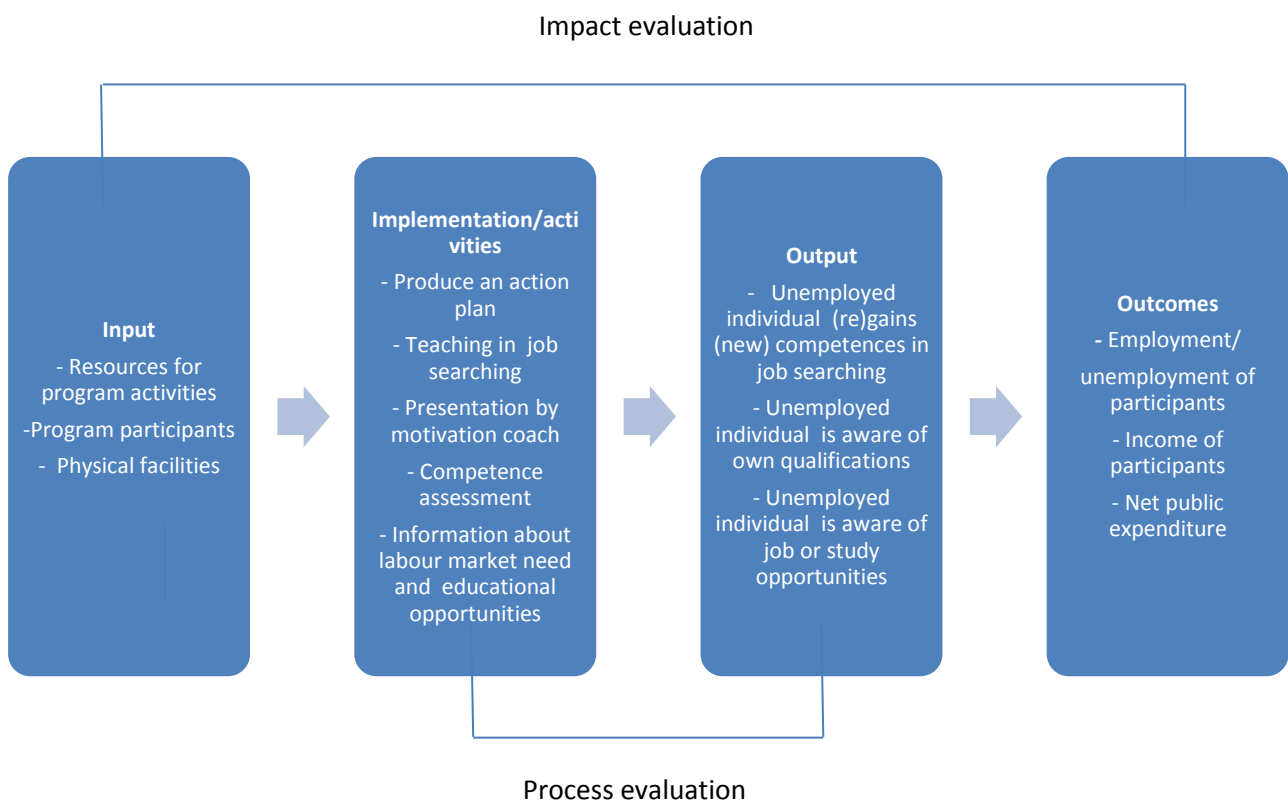 Impact evaluation
Input
- Resources for
program activities
-Program participants
- Physical facilities
Implementation/acti
vities
- Produce an action
plan
- Teaching in job
searching
- Presentation by
motivation coach
- Competence
assessment
- Information about
labour market need
and educational
opportunities
Output
- Unemployed
individual (re)gains
(new) competences in
job searching
- Unemployed
individual is aware of
own qualifications
- Unemployed
individual is aware of
job or study
opportunities
Outcomes
- Employment/
unemployment of
participants
- Income of
participants
- Net public
expenditure
Process evaluation